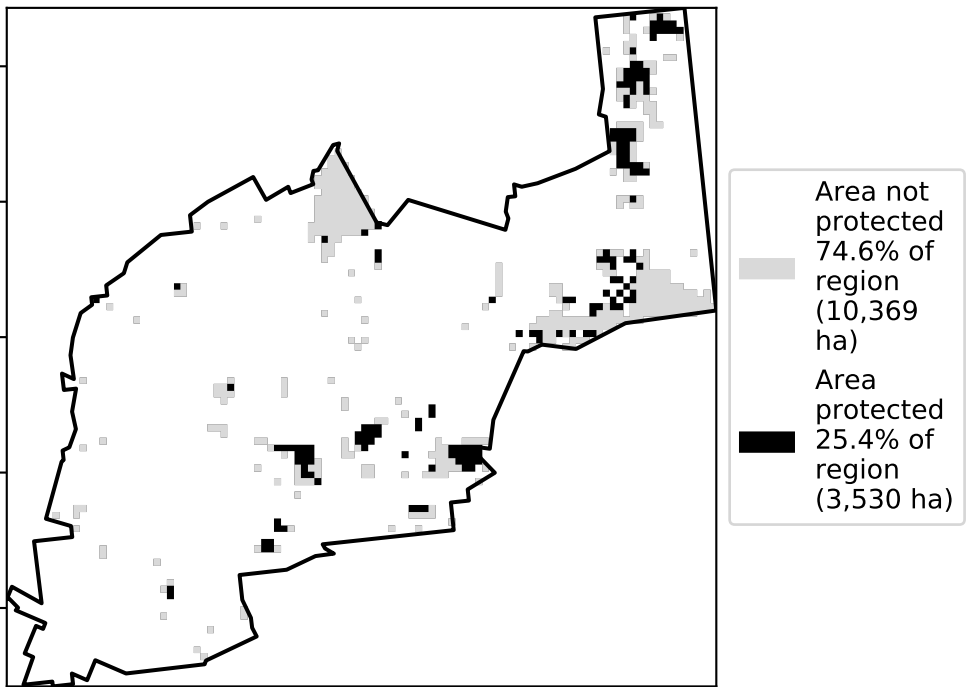 Area not
protected
74.6% of
region
(10,369
ha)
Area
protected
25.4% of
region
(3,530 ha)